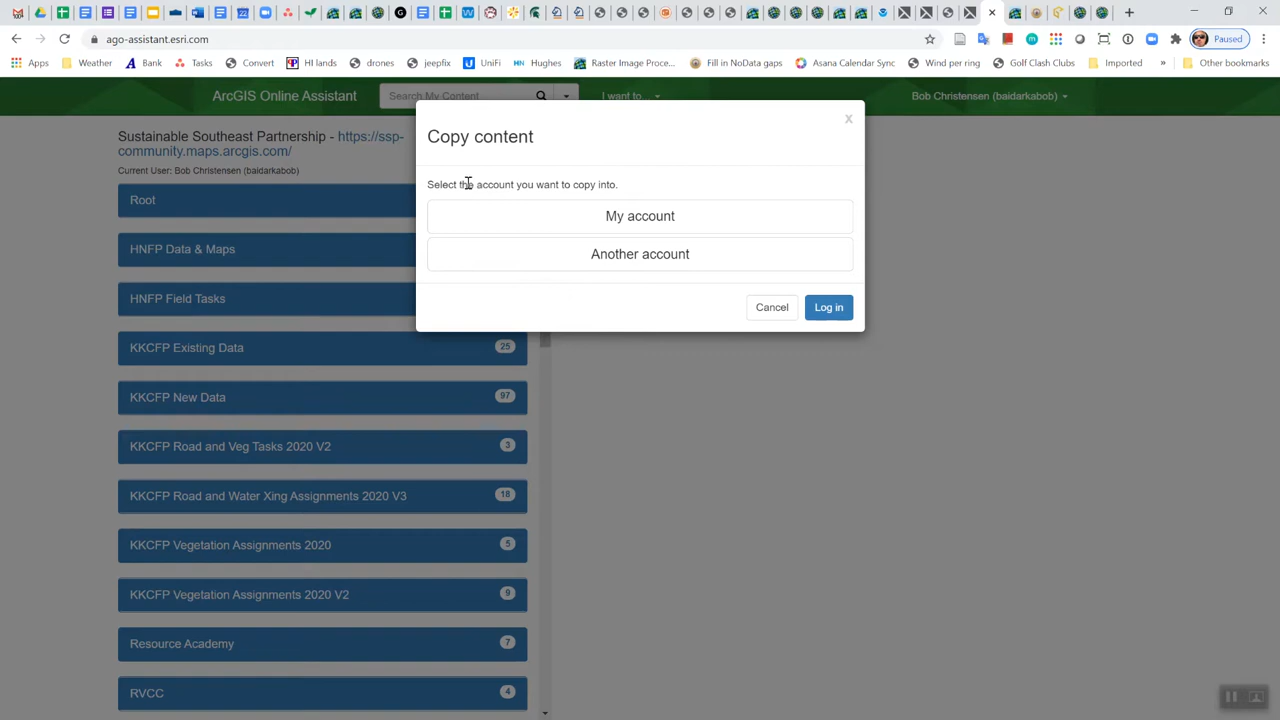 Paused
ago-assistant.esri.com
Apps
Weather
Bank
Tasks
Convert
HI lands
drones
jeepfix
UniFi
HN Hughes
Raster Image Proce...
Fill in NoData gaps
Asana Calendar Sync
Wind per ring
Golf Clash Clubs
Imported
»
Other bookmarks
ArcGIS Online Assistant
Search My Content
I want to
Bob Christensen (baidarkabob)
Sustainable Southeast Partnership - https://ssp-
community.maps.arcgis.com/
Current User: Bob Christensen (baidarkabob)
Copy content
x
Select the account you want to copy into.
My account
Another account
Cancel
Log in
Root
HNFP Data & Maps
HNFP Field Tasks
KKCFP Existing Data 25
KKCFP New Data 97
KKCFP Road and Veg Tasks 2020 V2 3
KKCFP Road and Water Xing Assignments 2020 V3 18
KKCFP Vegetation Assignments 2020 5
KKCFP Vegetation Assignments 2020 V2 9
Resource Academy 7
RVCC 4